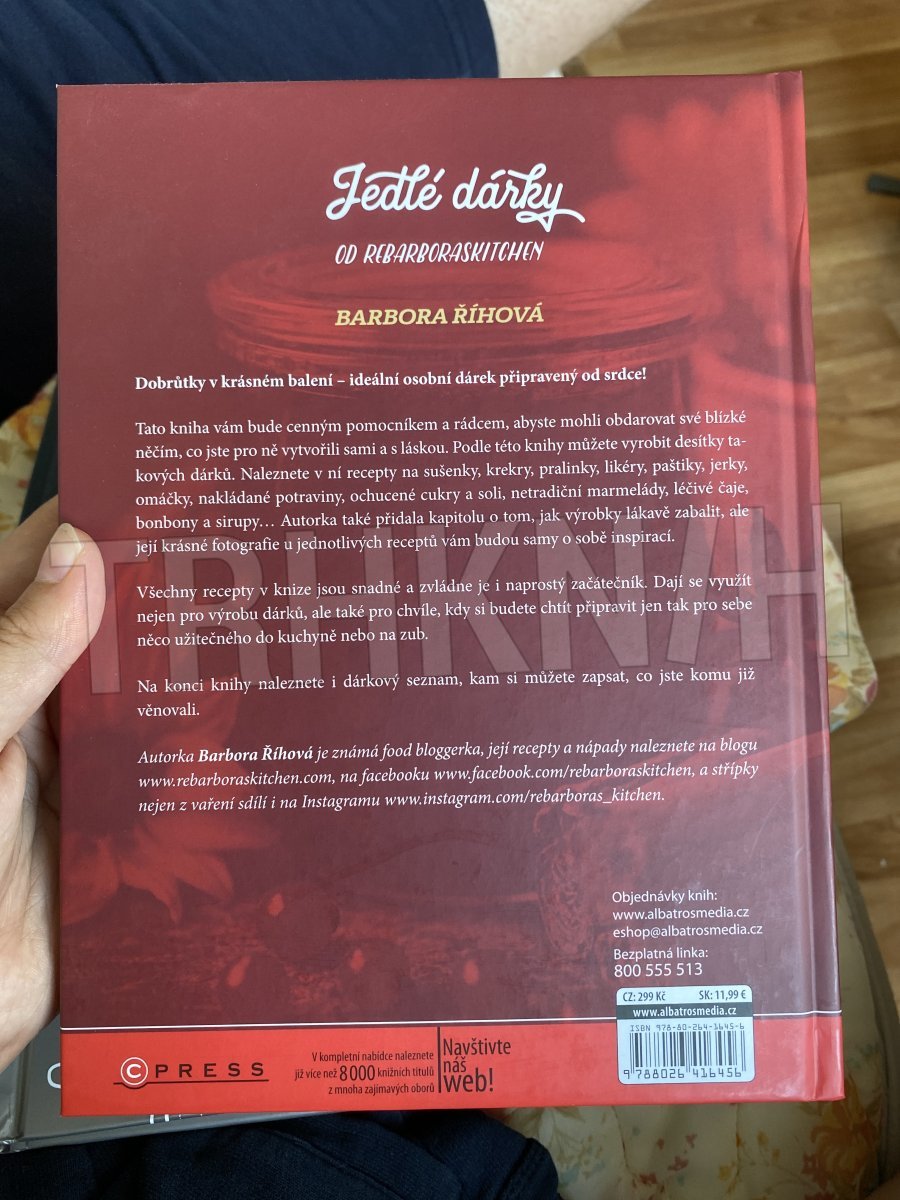 Jedlé dárky
OD REBARBORASKITCHEN
BARBORA ŘÍHOVÁ
Dobrůtky v krásném balení – ideální osobní dárek připravený od srdce!
Tato kniha vám bude cenným pomocníkem a rádcem, abyste mohli obdarovat své blízké
něčím, co jste pro ně vytvořili sami a s láskou. Podle této knihy můžete vyrobit desítky ta-
kových dárků. Naleznete v ní recepty na sušenky, krekry, pralinky, likéry, paštiky, jerky,
omáčky, nakládané potraviny, ochucené cukry a soli, netradiční marmelády, léčivé čaje,
bonbony a sirupy… Autorka také přidala kapitolu o tom, jak výrobky lákavě zabalit, ale
její krásné fotografie u jednotlivých receptů vám budou samy o sobě inspirací.
Všechny recepty v knize jsou snadné a zvládne je i naprostý začátečník. Dají se využít
nejen pro výrobu dárků, ale také pro chvíle, kdy si budete chtít připravit jen tak pro sebe
něco užitečného do kuchyně nebo na zub.
Na konci knihy naleznete i dárkový seznam, kam si můžete zapsat, co jste komu již
věnovali.
Autorka Barbora Říhová je známá food bloggerka, její recepty a nápady naleznete na blogu
www.rebarboraskitchen.com, na facebooku www.facebook.com/rebarboraskitchen, a střípky
nejen z vaření sdílí i na Instagramu www.instagram.com/rebarboras_kitchen.
TRHKNIH
Objednávky knih:
www.albatrosmedia.cz
eshop@albatrosmedia.cz
Bezplatná linka:
800 555 513
CZ: 299 Kč SK: 11,99 €
www.albatrosmedia.cz
ISBN 978-80-264-1645-6
9 788026 416456
CPRESS
V kompletní nabídce naleznete
již více než 8 000 knižních titulů
z mnoha zajímavých oborů
Navštivte
náš
web!